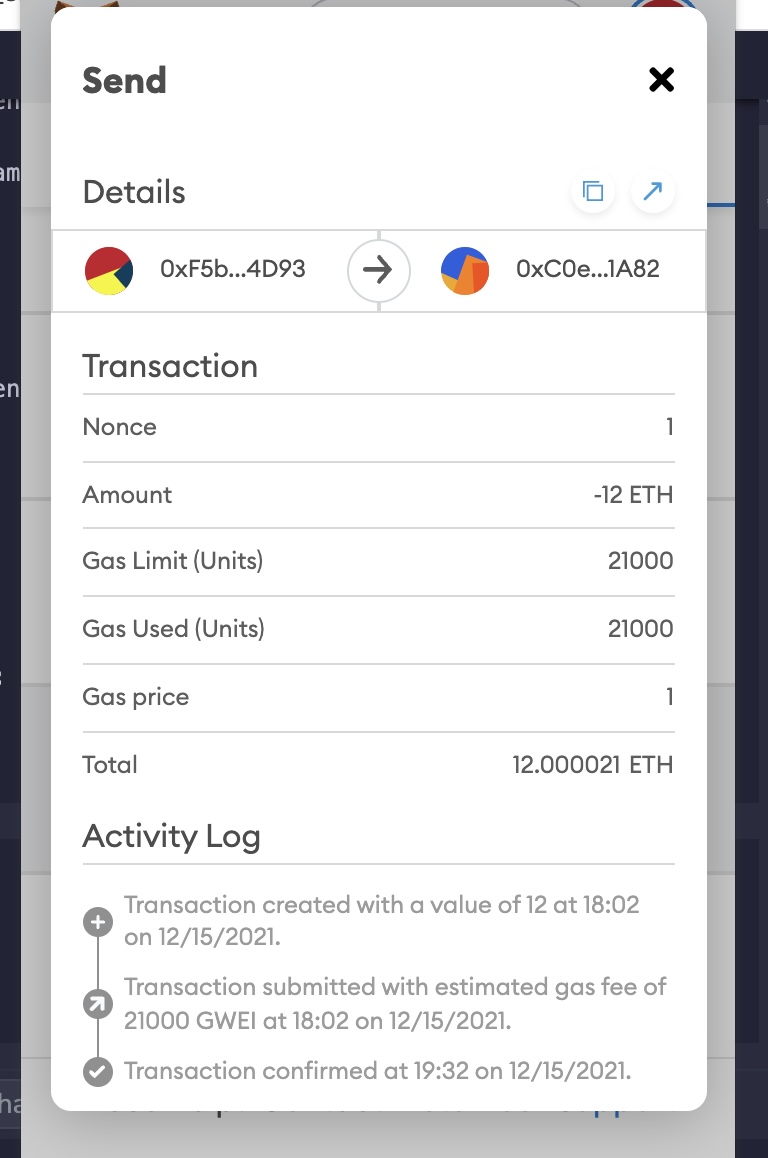 Send
Details
0xF5b...4D93
0xC0e...1A82
Transaction
Nonce 1
Amount -12 ETH
Gas Limit (Units) 21000
Gas Used (Units) 21000
Gas price 1
Total 12.000021 ETH
Activity Log
Transaction created with a value of 12 at 18:02
on 12/15/2021.
Transaction submitted with estimated gas fee of
21000 GWEI at 18:02 on 12/15/2021.
Transaction confirmed at 19:32 on 12/15/2021.